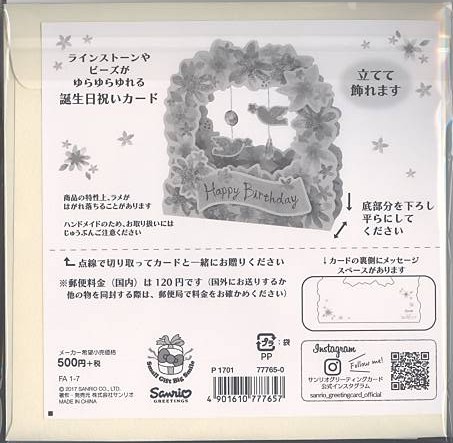 ラインストーンや
ビーズが
ゆらゆらゆれる
誕生日祝いカード
立てて
飾れます
Happy Birthday
商品の特性上、ラメが
はがれ落ちることがあります
ハンドメイドのため、お取り扱いには
じゅうぶんご注意ください
底部分を下ろし
平らにして
ください
点線で切り取ってカードと一緒にお贈りください
※郵便料金(国内)は120円です(国外にお送りするか
他の物を同封する際は、郵便局で料金をお確かめください)
カードの裏側にメッセージ
スペースがあります
メーカー希望小売価格
500円+税
FA 1-7
© 2017 SANRIO CO., LTD.
著作・発売元 株式会社サンリオ
MADE IN CHINA
Small Gift Big Smile
Sanrio
GREETINGS
プラ
:袋
PP
P 1701 77765-0
4 901610 777657
Instagram
Follow me!
サンリオグリーティングカード
公式インスタグラム
sanrio_greetingcard_official